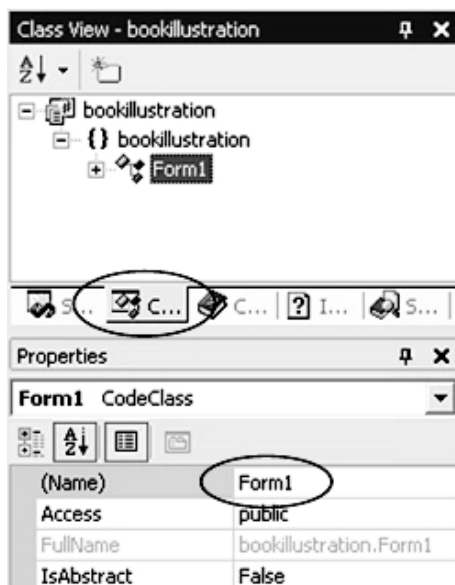 Class View - bookillustration
bookillustration
{} bookillustration
Form1
S... C... C... I... S...
Properties
Form1 CodeClass
(Name) Form1
Access public
FullName bookillustration.Form1
IsAbstract False